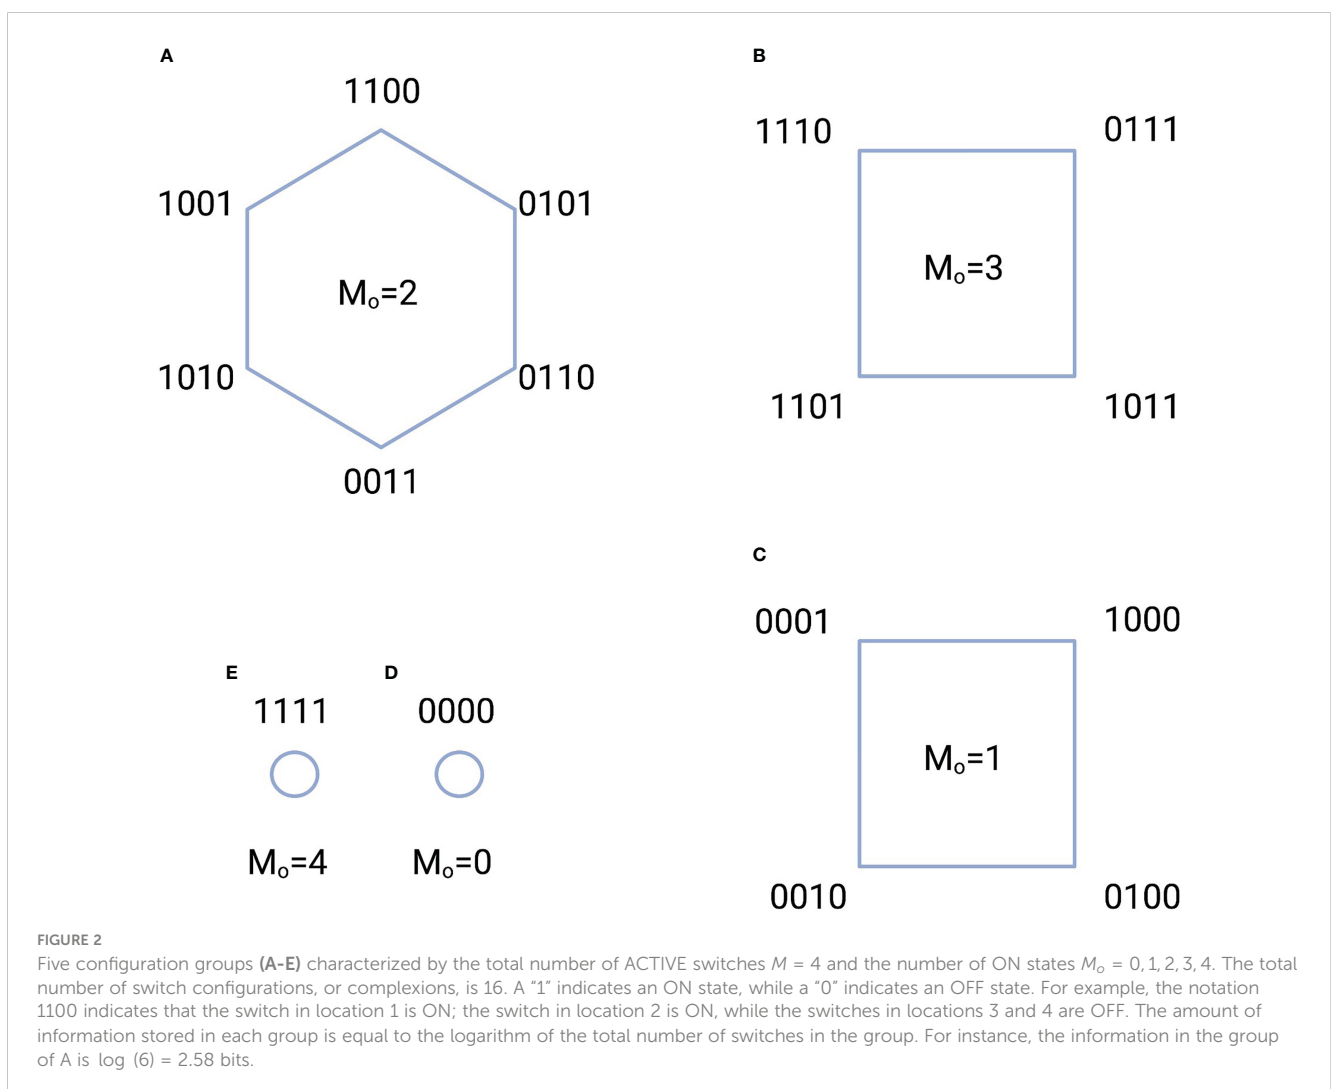 A
1100
1001
0101
Mₒ=2
1010
0110
0011
B
1110
0111
Mₒ=3
1101
1011
C
0001
1000
Mₒ=1
0010
0100
E
1111
Mₒ=4
D
0000
Mₒ=0
FIGURE 2
Five configuration groups (A-E) characterized by the total number of ACTIVE switches M = 4 and the number of ON states Mₒ = 0, 1, 2, 3, 4. The total
number of switch configurations, or complexions, is 16. A “1” indicates an ON state, while a “0” indicates an OFF state. For example, the notation
1100 indicates that the switch in location 1 is ON; the switch in location 2 is ON, while the switches in locations 3 and 4 are OFF. The amount of
information stored in each group is equal to the logarithm of the total number of switches in the group. For instance, the information in the group
of A is log (6) = 2.58 bits.